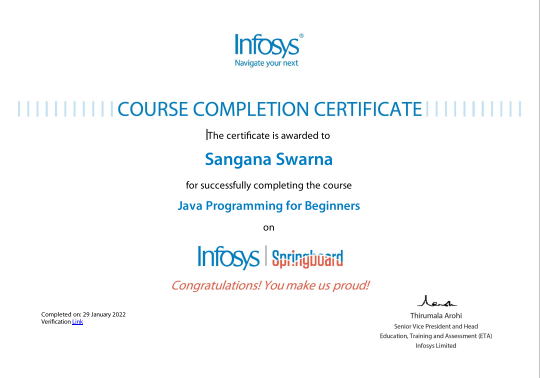 Infosys®
Navigate your next
COURSE COMPLETION CERTIFICATE
The certificate is awarded to
Sangana Swarna
for successfully completing the course
Java Programming for Beginners
on
Infosys | Springboard
Congratulations! You make us proud!
Completed on: 29 January 2022
Verification Link
Thirumala Arohi
Senior Vice President and Head
Education, Training and Assessment (ETA)
Infosys Limited